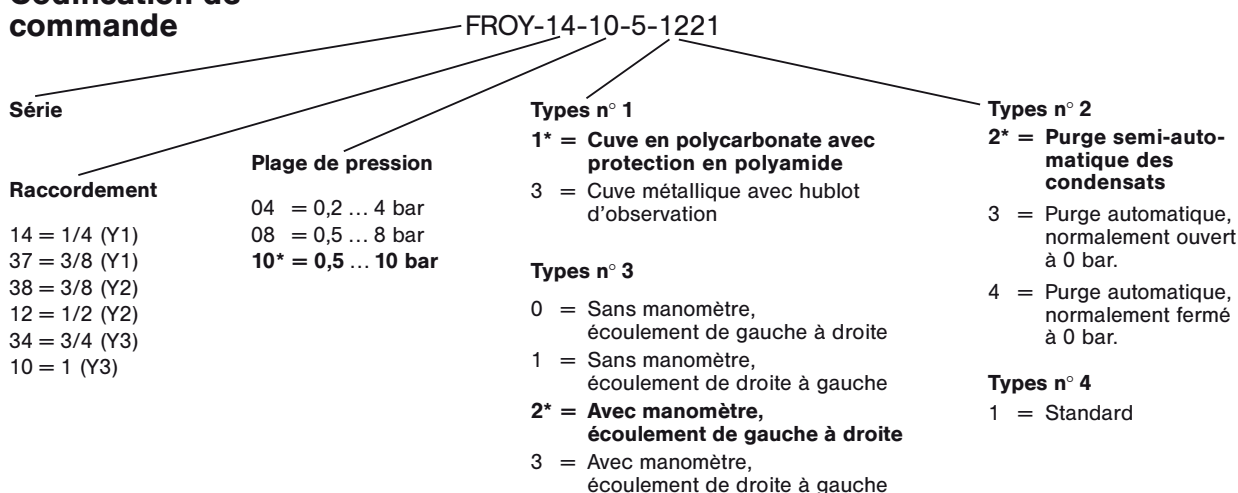 Codification de
commande
FROY-14-10-5-1221
Série
Raccordement
14 = 1/4 (Y1)
37 = 3/8 (Y1)
38 = 3/8 (Y2)
12 = 1/2 (Y2)
34 = 3/4 (Y3)
10 = 1 (Y3)
Plage de pression
04 = 0,2 … 4 bar
08 = 0,5 … 8 bar
10* = 0,5 … 10 bar
Types n° 1
1* = Cuve en polycarbonate avec
protection en polyamide
3 = Cuve métallique avec hublot
d'observation
Types n° 3
0 = Sans manomètre,
écoulement de gauche à droite
1 = Sans manomètre,
écoulement de droite à gauche
2* = Avec manomètre,
écoulement de gauche à droite
3 = Avec manomètre,
écoulement de droite à gauche
Types n° 2
2* = Purge semi-auto-
matique des
condensats
3 = Purge automatique,
normalement ouvert
à 0 bar.
4 = Purge automatique,
normalement fermé
à 0 bar.
Types n° 4
1 = Standard